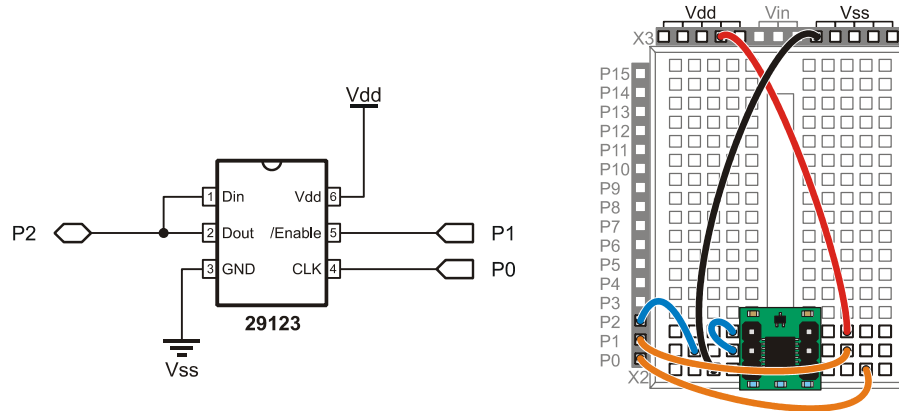 Vdd
1 Din Vdd 6
P2 2 Dout /Enable 5 P1
3 GND CLK 4 P0
29123
Vss
Vdd Vin Vss
X3
P15
P14
P13
P12
P11
P10
P9
P8
P7
P6
P5
P4
P3
P2
P1
P0
X2